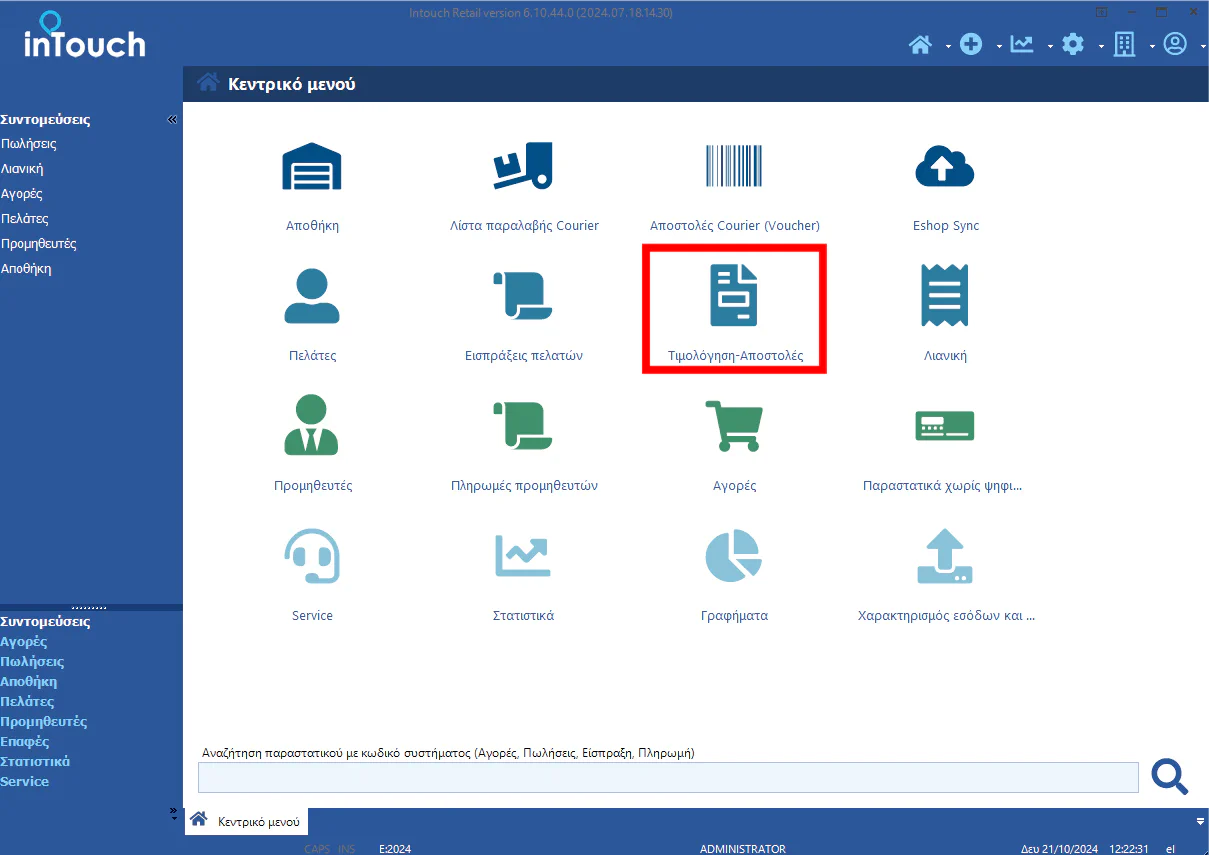 Intouch Retail version 6.10.44.0 (2024.07.18.14.30)
inTouch
Κεντρικό μενού
Συντομεύσεις
Πωλήσεις
Λιανική
Αγορές
Πελάτες
Προμηθευτές
Αποθήκη
Αποθήκη
Λίστα παραλαβής Courier
Αποστολές Courier (Voucher)
Eshop Sync
Πελάτες
Εισπράξεις πελατών
Τιμολόγηση-Αποστολές
Λιανική
Προμηθευτές
Πληρωμές προμηθευτών
Αγορές
Παραστατικά χωρίς ψηφι...
Service
Στατιστικά
Γραφήματα
Χαρακτηρισμός εσόδων και ...
Συντομεύσεις
Αγορές
Πωλήσεις
Αποθήκη
Πελάτες
Προμηθευτές
Επαφές
Στατιστικά
Service
Αναζήτηση παραστατικού με κωδικό συστήματος (Αγορές, Πωλήσεις, Είσπραξη, Πληρωμή)
Κεντρικό μενού
CAPS INS E:2024 ADMINISTRATOR Δευ 21/10/2024 12:22:31 el